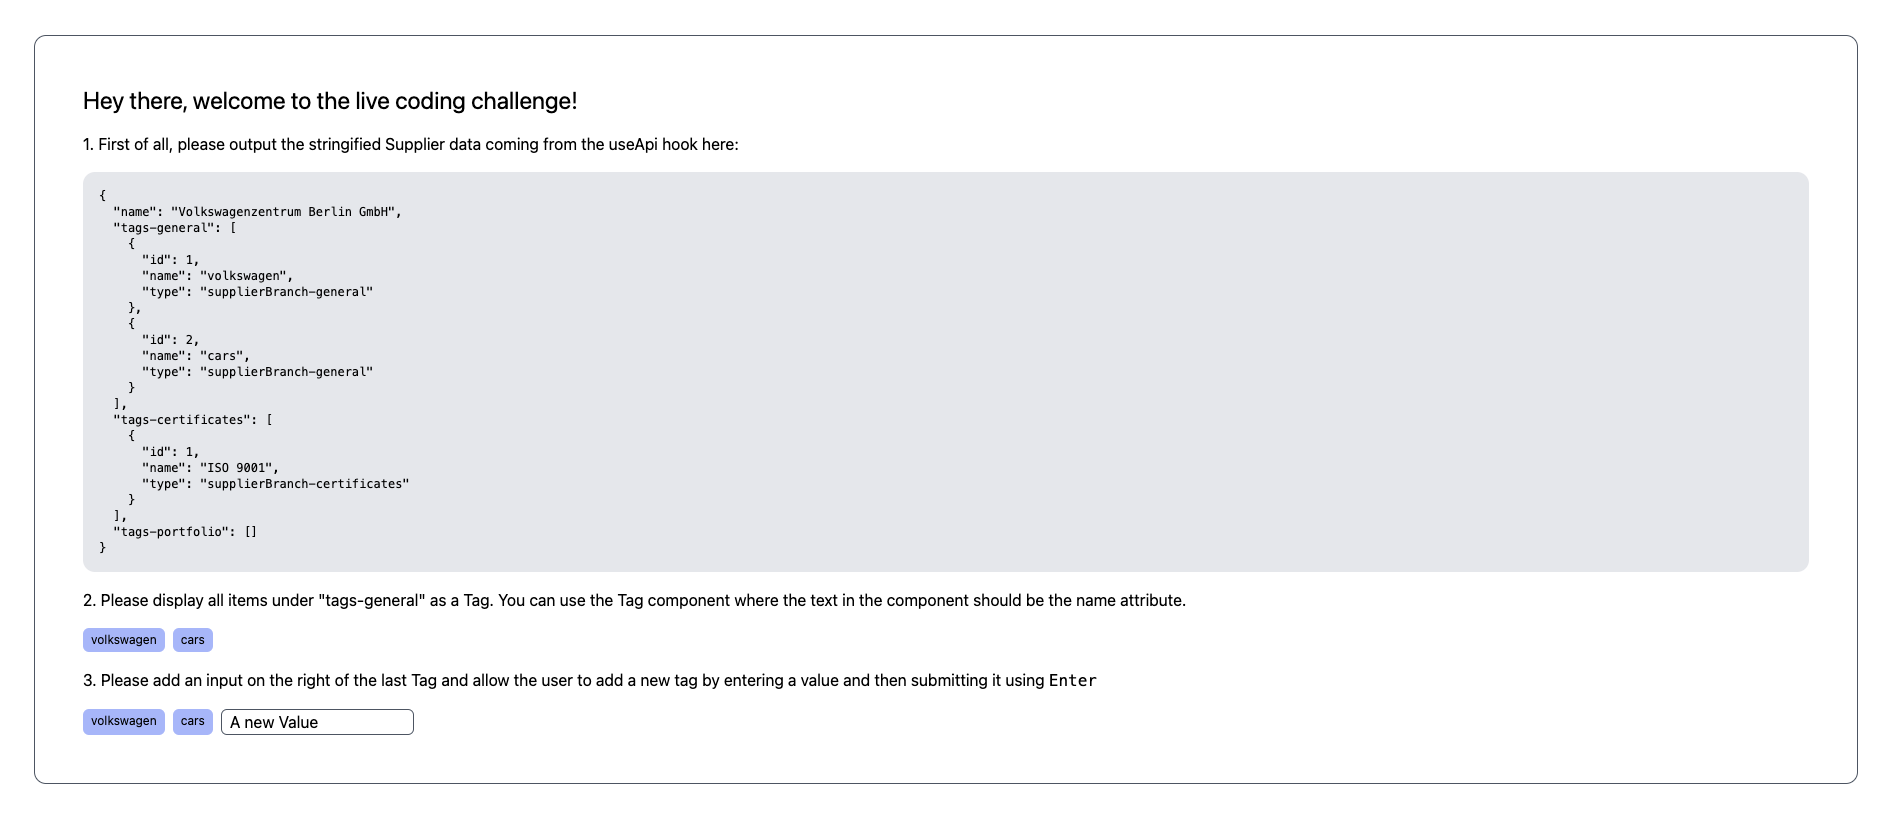 Hey there, welcome to the live coding challenge!
1. First of all, please output the stringified Supplier data coming from the useApi hook here:
{
  "name": "Volkswagenzentrum Berlin GmbH",
  "tags-general": [
    {
      "id": 1,
      "name": "volkswagen",
      "type": "supplierBranch-general"
    },
    {
      "id": 2,
      "name": "cars",
      "type": "supplierBranch-general"
    }
  ],
  "tags-certificates": [
    {
      "id": 1,
      "name": "ISO 9001",
      "type": "supplierBranch-certificates"
    }
  ],
  "tags-portfolio": []
}
2. Please display all items under "tags-general" as a Tag. You can use the Tag component where the text in the component should be the name attribute.
volkswagen cars
3. Please add an input on the right of the last Tag and allow the user to add a new tag by entering a value and then submitting it using Enter
volkswagen cars A new Value